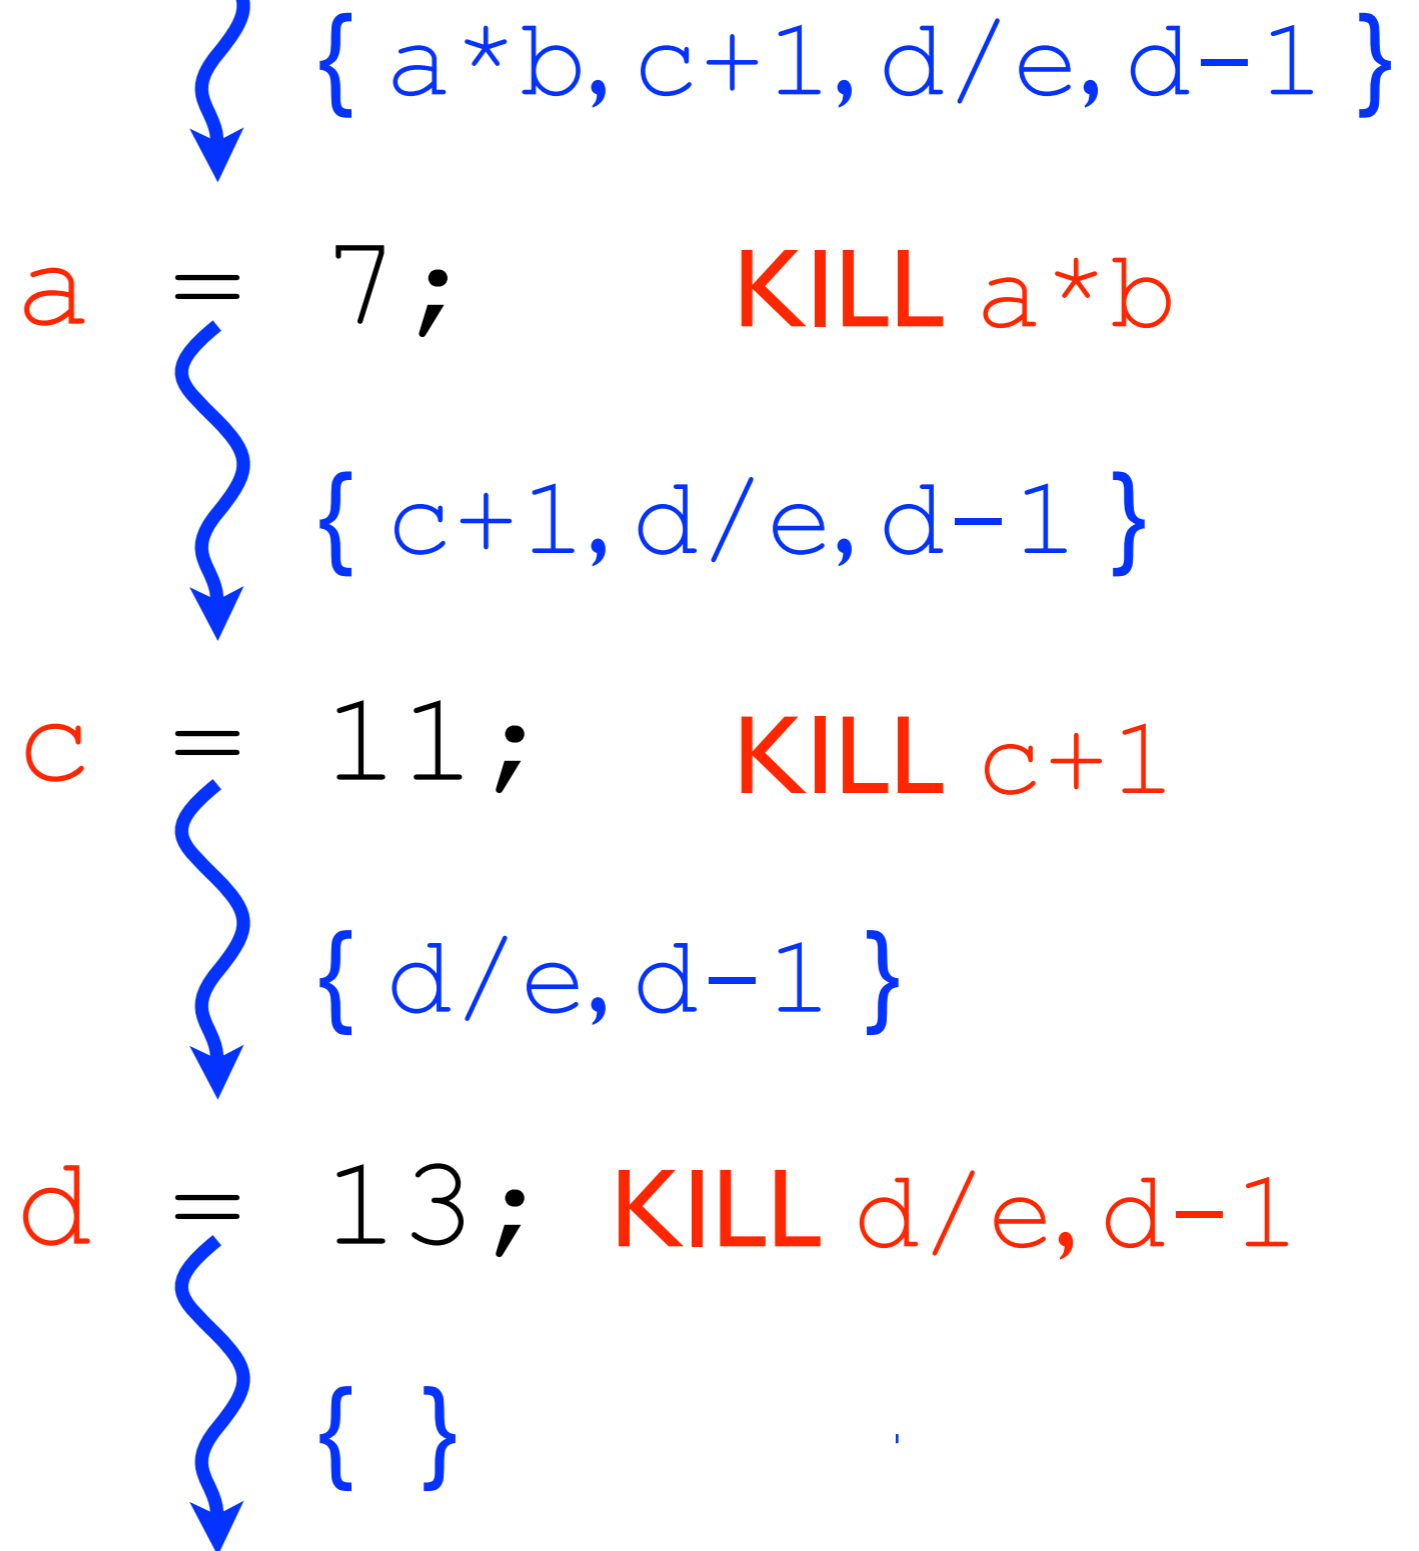 { a*b, c+1, d/e, d-1 }
a = 7; KILL a*b
{ c+1, d/e, d-1 }
c = 11; KILL c+1
{ d/e, d-1 }
d = 13; KILL d/e, d-1
{ }